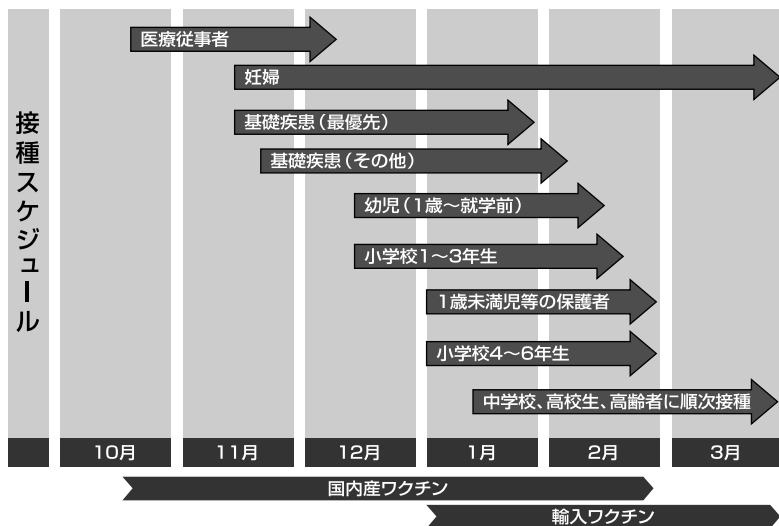 接種スケジュール
医療従事者
妊婦
基礎疾患（最優先）
基礎疾患（その他）
幼児（1歳～就学前）
小学校1～3年生
1歳未満児等の保護者
小学校4～6年生
中学校、高校生、高齢者に順次接種
10月 11月 12月 1月 2月 3月
国内産ワクチン
輸入ワクチン